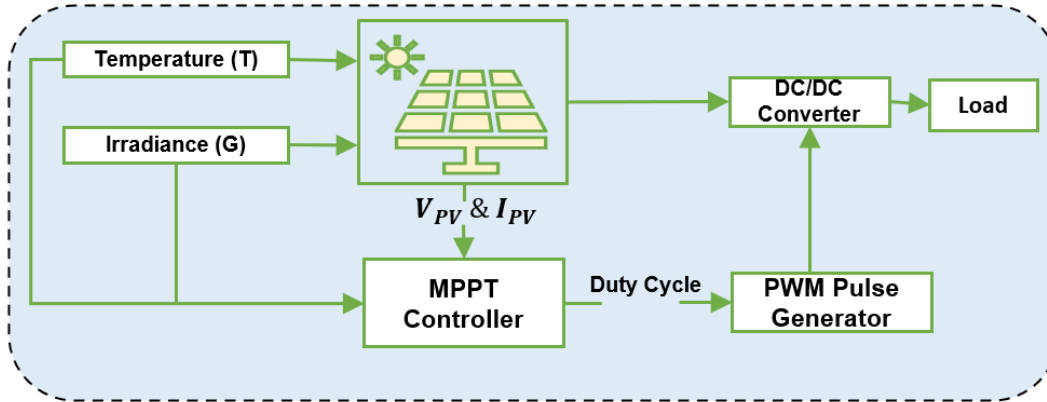 Temperature (T)
Irradiance (G)
V_PV & I_PV
DC/DC
Converter
Load
MPPT
Controller
Duty Cycle
PWM Pulse
Generator